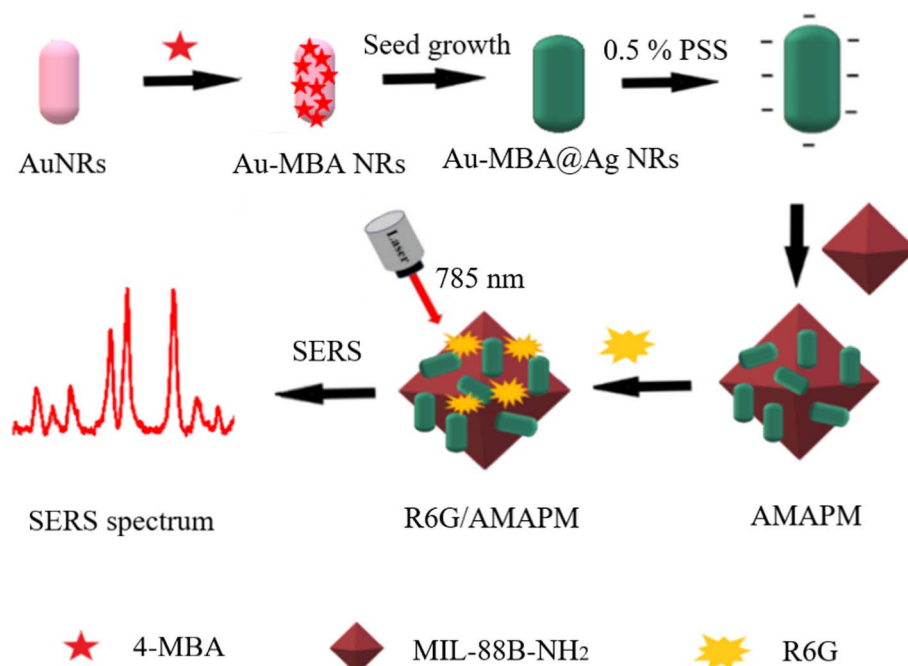 Seed growth
0.5 % PSS
AuNRs
Au-MBA NRs
Au-MBA@Ag NRs
Laser
785 nm
SERS
SERS spectrum
R6G/AMAPM
AMAPM
4-MBA
MIL-88B-NH₂
R6G